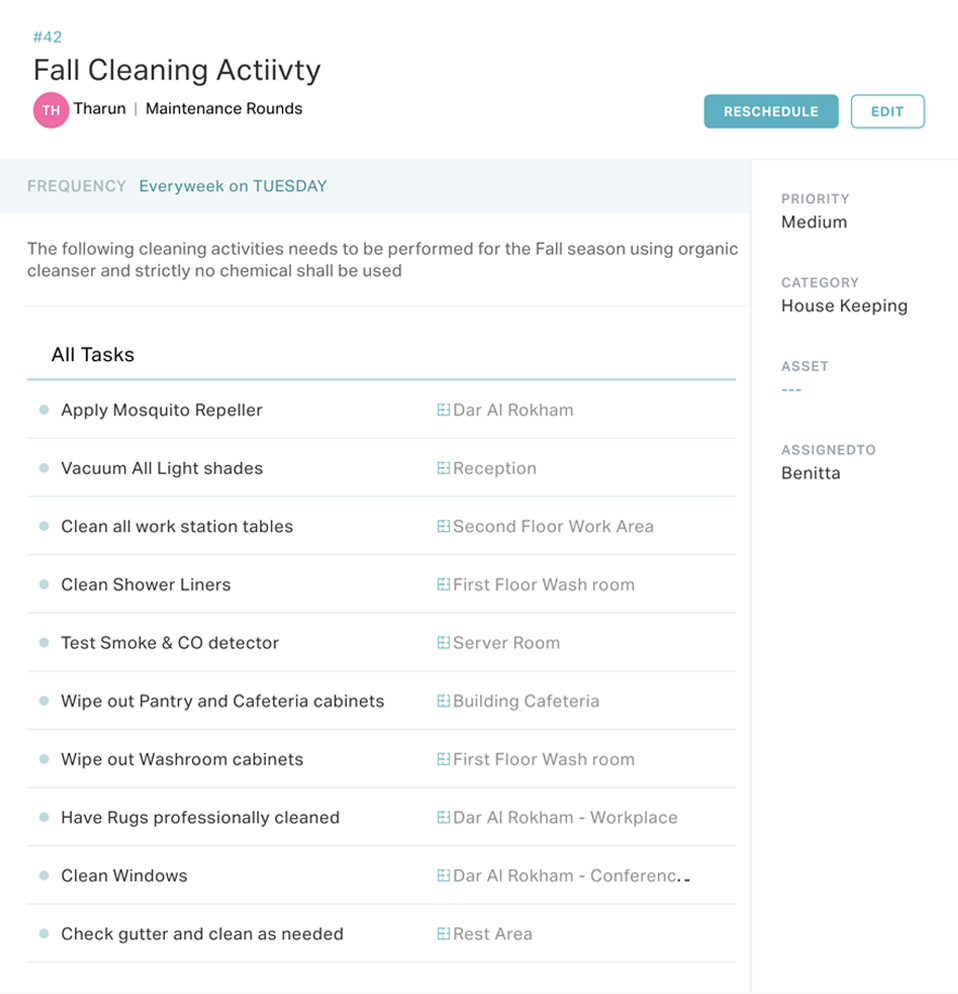 #42
Fall Cleaning Actiivty
TH Tharun | Maintenance Rounds
RESCHEDULE EDIT
FREQUENCY Everyweek on TUESDAY
The following cleaning activities needs to be performed for the Fall season using organic
cleanser and strictly no chemical shall be used
All Tasks
Apply Mosquito Repeller Dar Al Rokham
Vacuum All Light shades Reception
Clean all work station tables Second Floor Work Area
Clean Shower Liners First Floor Wash room
Test Smoke & CO detector Server Room
Wipe out Pantry and Cafeteria cabinets Building Cafeteria
Wipe out Washroom cabinets First Floor Wash room
Have Rugs professionally cleaned Dar Al Rokham - Workplace
Clean Windows Dar Al Rokham - Conferenc..
Check gutter and clean as needed Rest Area
PRIORITY
Medium
CATEGORY
House Keeping
ASSET
---
ASSIGNEDTO
Benitta